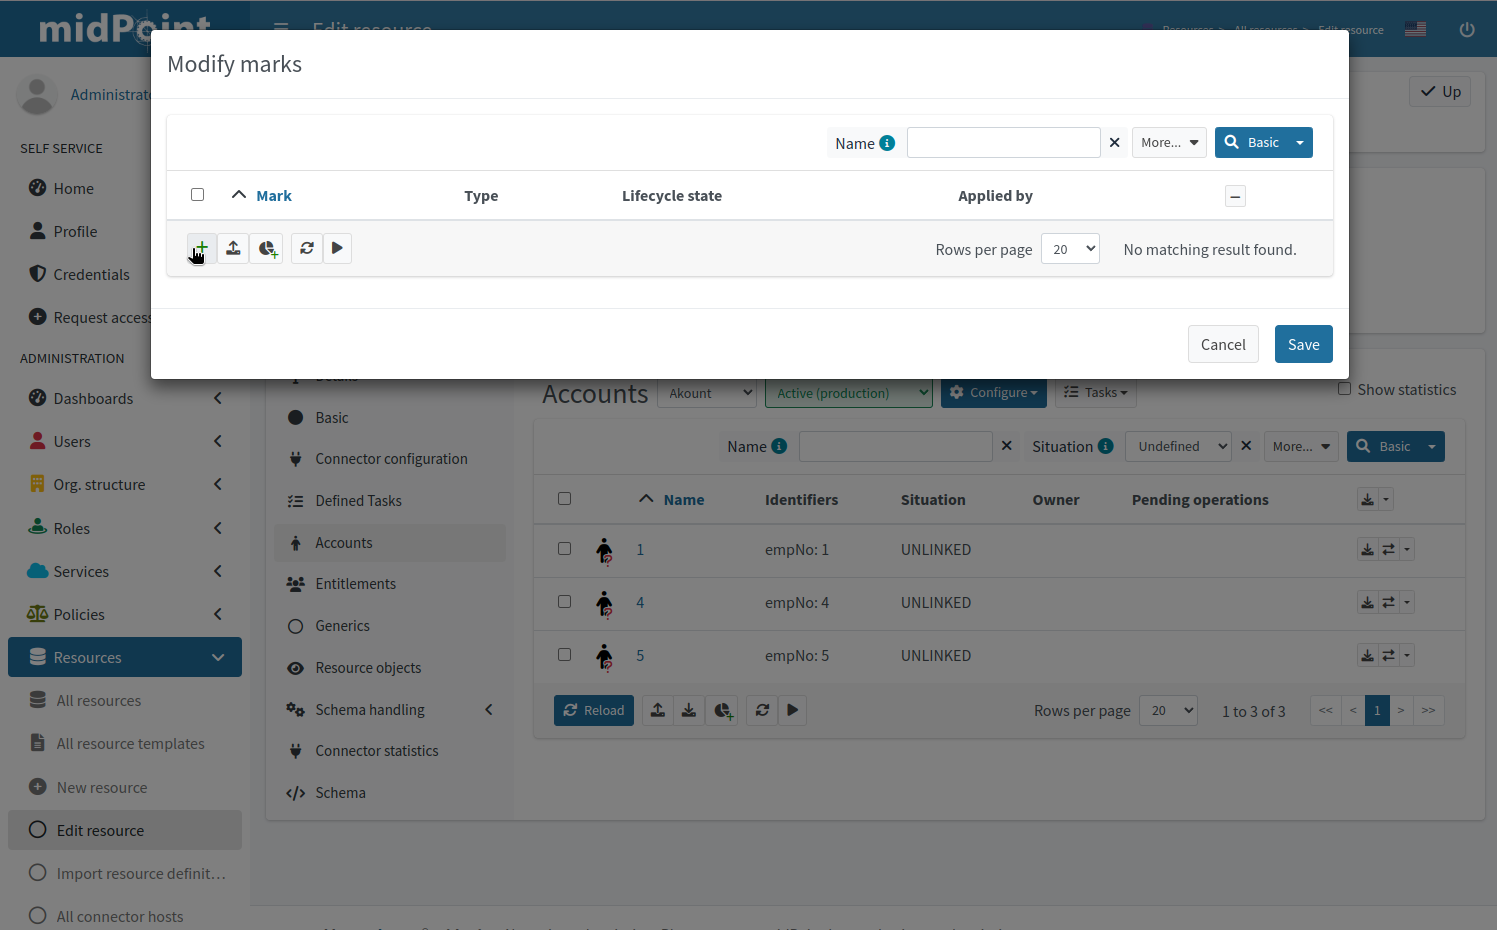 midPoint
Edit resource
Resources > All resources > Edit resource
Modify marks
Administrat
Up
SELF SERVICE
Name
More...
Basic
Home
Mark
Type
Lifecycle state
Applied by
Profile
Rows per page
20
No matching result found.
Credentials
Request access
Cancel
Save
ADMINISTRATION
Details
Dashboards
Accounts
Akount
Active (production)
Configure
Tasks
Show statistics
Basic
Users
Name
Situation
Undefined
More...
Basic
Connector configuration
Org. structure
Defined Tasks
Name
Identifiers
Situation
Owner
Pending operations
Roles
Accounts
1
empNo: 1
UNLINKED
Services
Entitlements
4
empNo: 4
UNLINKED
Policies
Generics
Resources
Resource objects
5
empNo: 5
UNLINKED
All resources
Schema handling
Reload
Rows per page
20
1 to 3 of 3
<< < 1 > >>
All resource templates
Connector statistics
New resource
Schema
Edit resource
Import resource definit...
All connector hosts